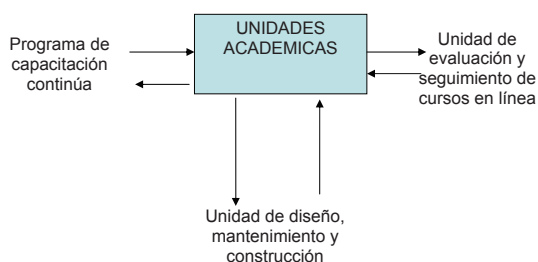 UNIDADES
ACADEMICAS
Programa de
capacitación
continúa
Unidad de
evaluación y
seguimiento de
cursos en línea
Unidad de diseño,
mantenimiento y
construcción